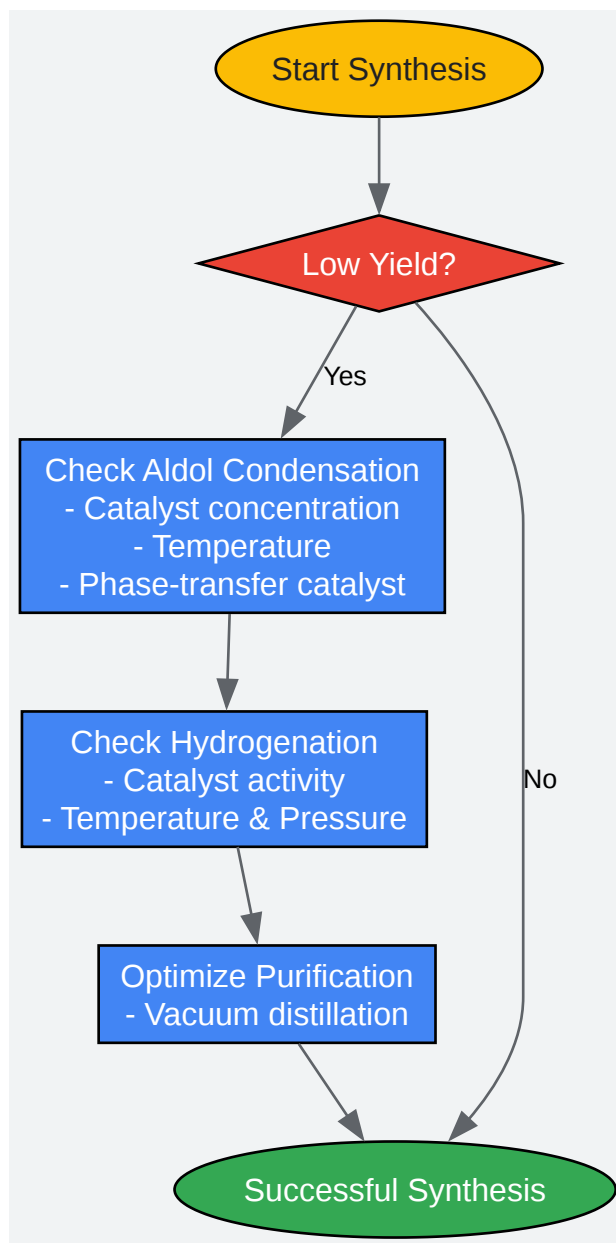 Start Synthesis
Low Yield?
Yes
Check Aldol Condensation
- Catalyst concentration
- Temperature
- Phase-transfer catalyst
Check Hydrogenation
- Catalyst activity
- Temperature & Pressure
No
Optimize Purification
- Vacuum distillation
Successful Synthesis